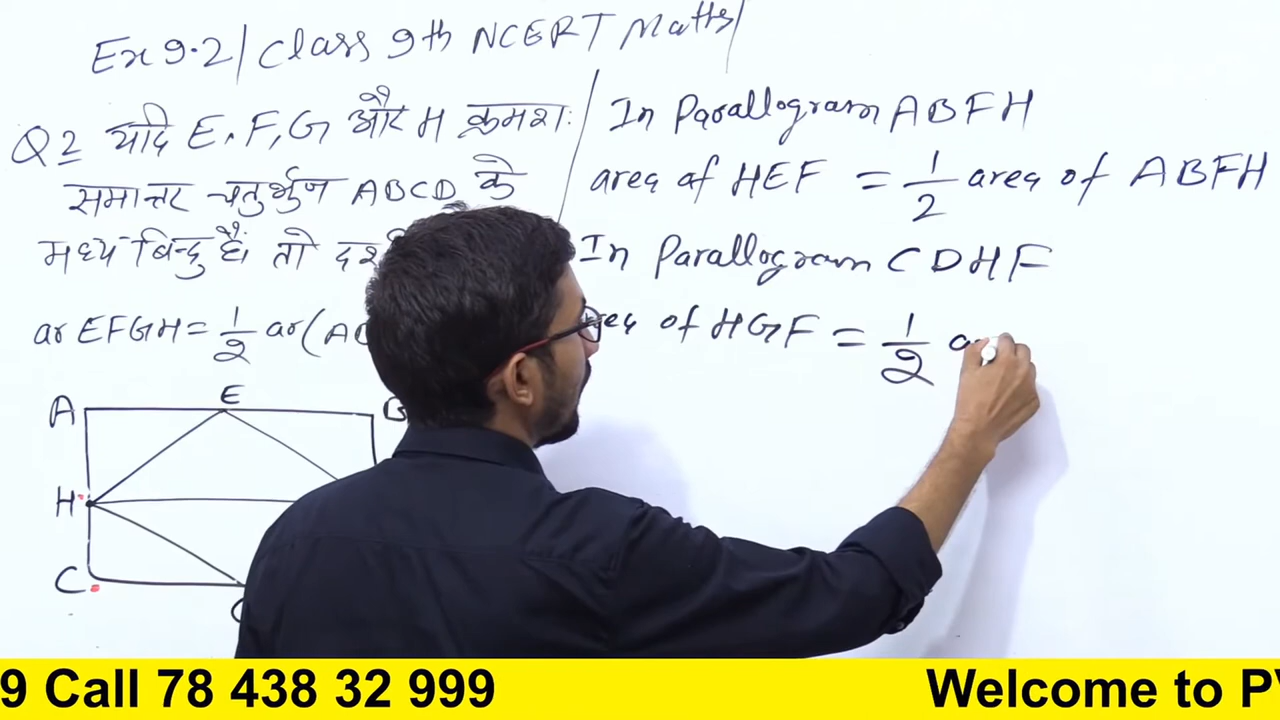 Ex 9.2 | Class 9th NCERT Maths |
Q2 यदि E, F, G और H क्रमशः
समान्तर चतुर्भुज ABCD के
मध्य बिन्दु है। तो
ar EFGH = 1/2 ar(A
A E B
H
C
In Parallogram ABFH
area of HEF = 1/2 area of ABFH
In Parallogram CDHF
of HGF = 1/2
9 Call 78 438 32 999
Welcome to